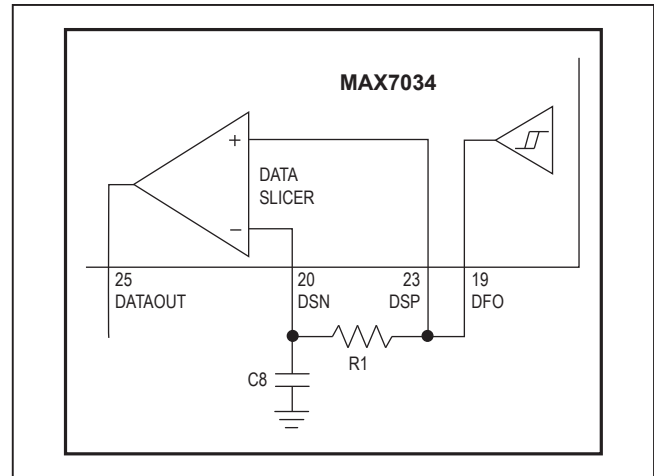 MAX7034
+
DATA
SLICER
−
25
DATAOUT
20
DSN
23
DSP
19
DFO
R1
C8